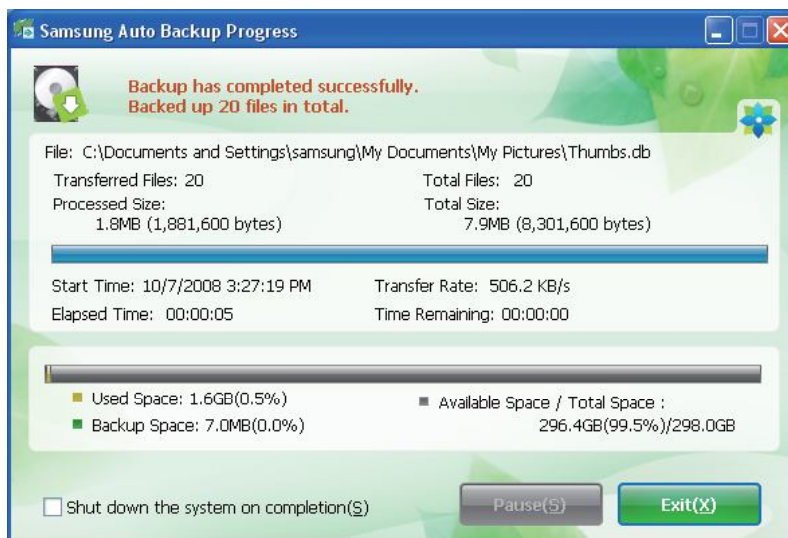 Samsung Auto Backup Progress
Backup has completed successfully.
Backed up 20 files in total.
File: C:\Documents and Settings\samsung\My Documents\My Pictures\Thumbs.db
Transferred Files: 20
Total Files: 20
Processed Size:
1.8MB (1,881,600 bytes)
Total Size:
7.9MB (8,301,600 bytes)
Start Time: 10/7/2008 3:27:19 PM
Transfer Rate: 506.2 KB/s
Elapsed Time: 00:00:05
Time Remaining: 00:00:00
Used Space: 1.6GB(0.5%)
Backup Space: 7.0MB(0.0%)
Available Space / Total Space :
296.4GB(99.5%)/298.0GB
Shut down the system on completion(S)
Pause(S)
Exit(X)